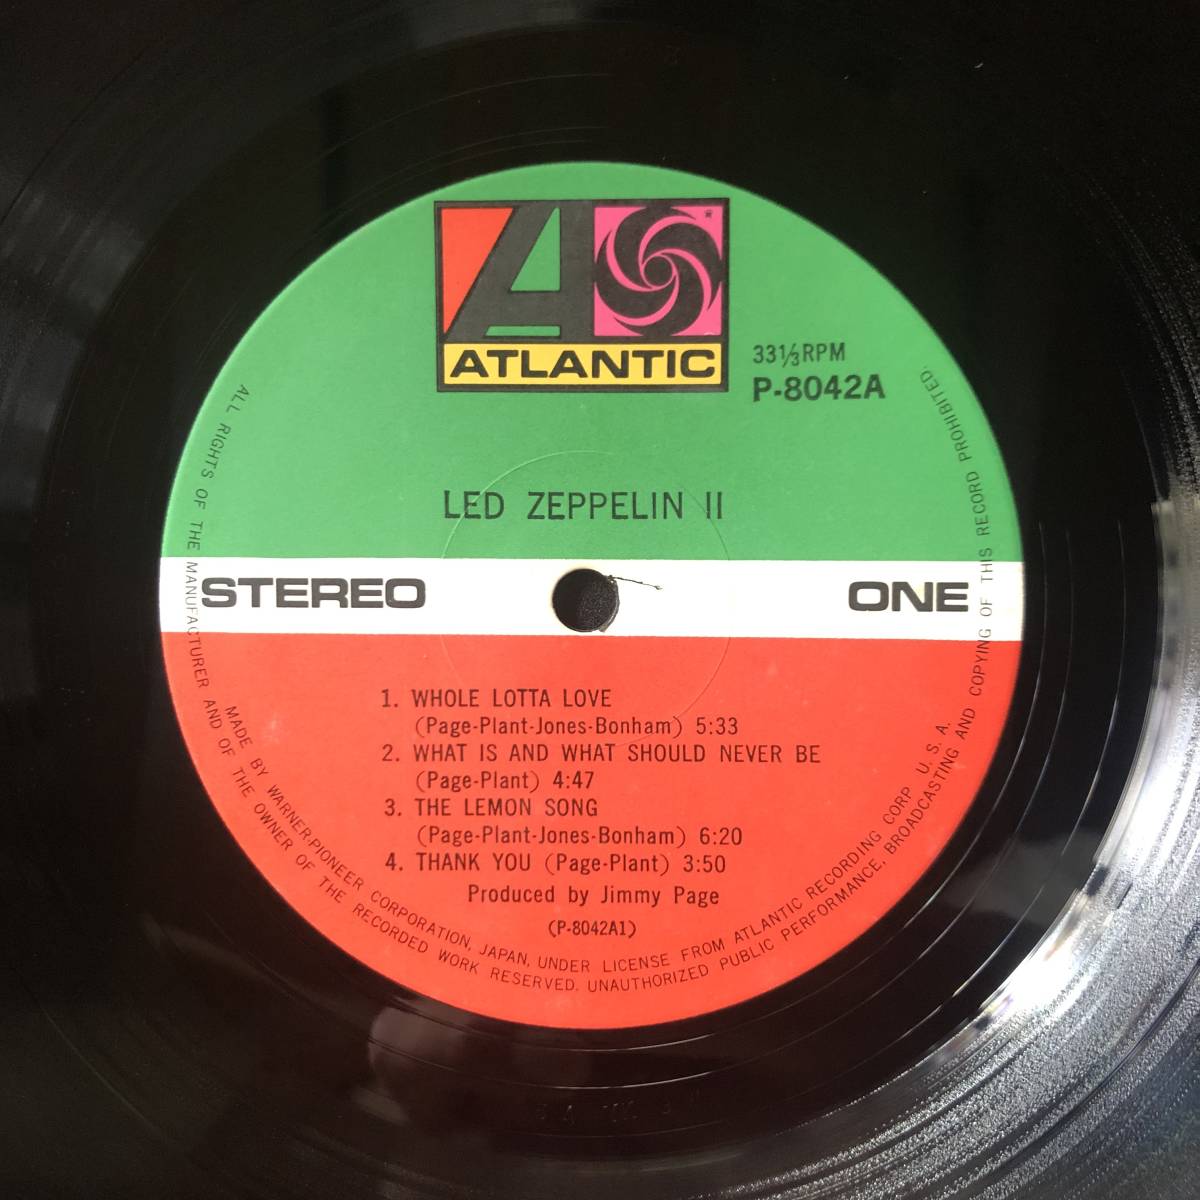 ATLANTIC
33⅓RPM
P-8042A
LED ZEPPELIN II
STEREO
ONE
1. WHOLE LOTTA LOVE
(Page-Plant-Jones-Bonham) 5:33
2. WHAT IS AND WHAT SHOULD NEVER BE
(Page-Plant) 4:47
3. THE LEMON SONG
(Page-Plant-Jones-Bonham) 6:20
4. THANK YOU (Page-Plant) 3:50
Produced by Jimmy Page
(P-8042A1)
MADE BY WARNER-PIONEER CORPORATION, JAPAN, UNDER LICENSE FROM ATLANTIC RECORDING CORP U. S. A.
ALL RIGHTS OF THE MANUFACTURER AND OF THE OWNER OF THE RECORDED WORK RESERVED. UNAUTHORIZED PUBLIC PERFORMANCE, BROADCASTING AND COPYING OF THIS RECORD PROHIBITED.